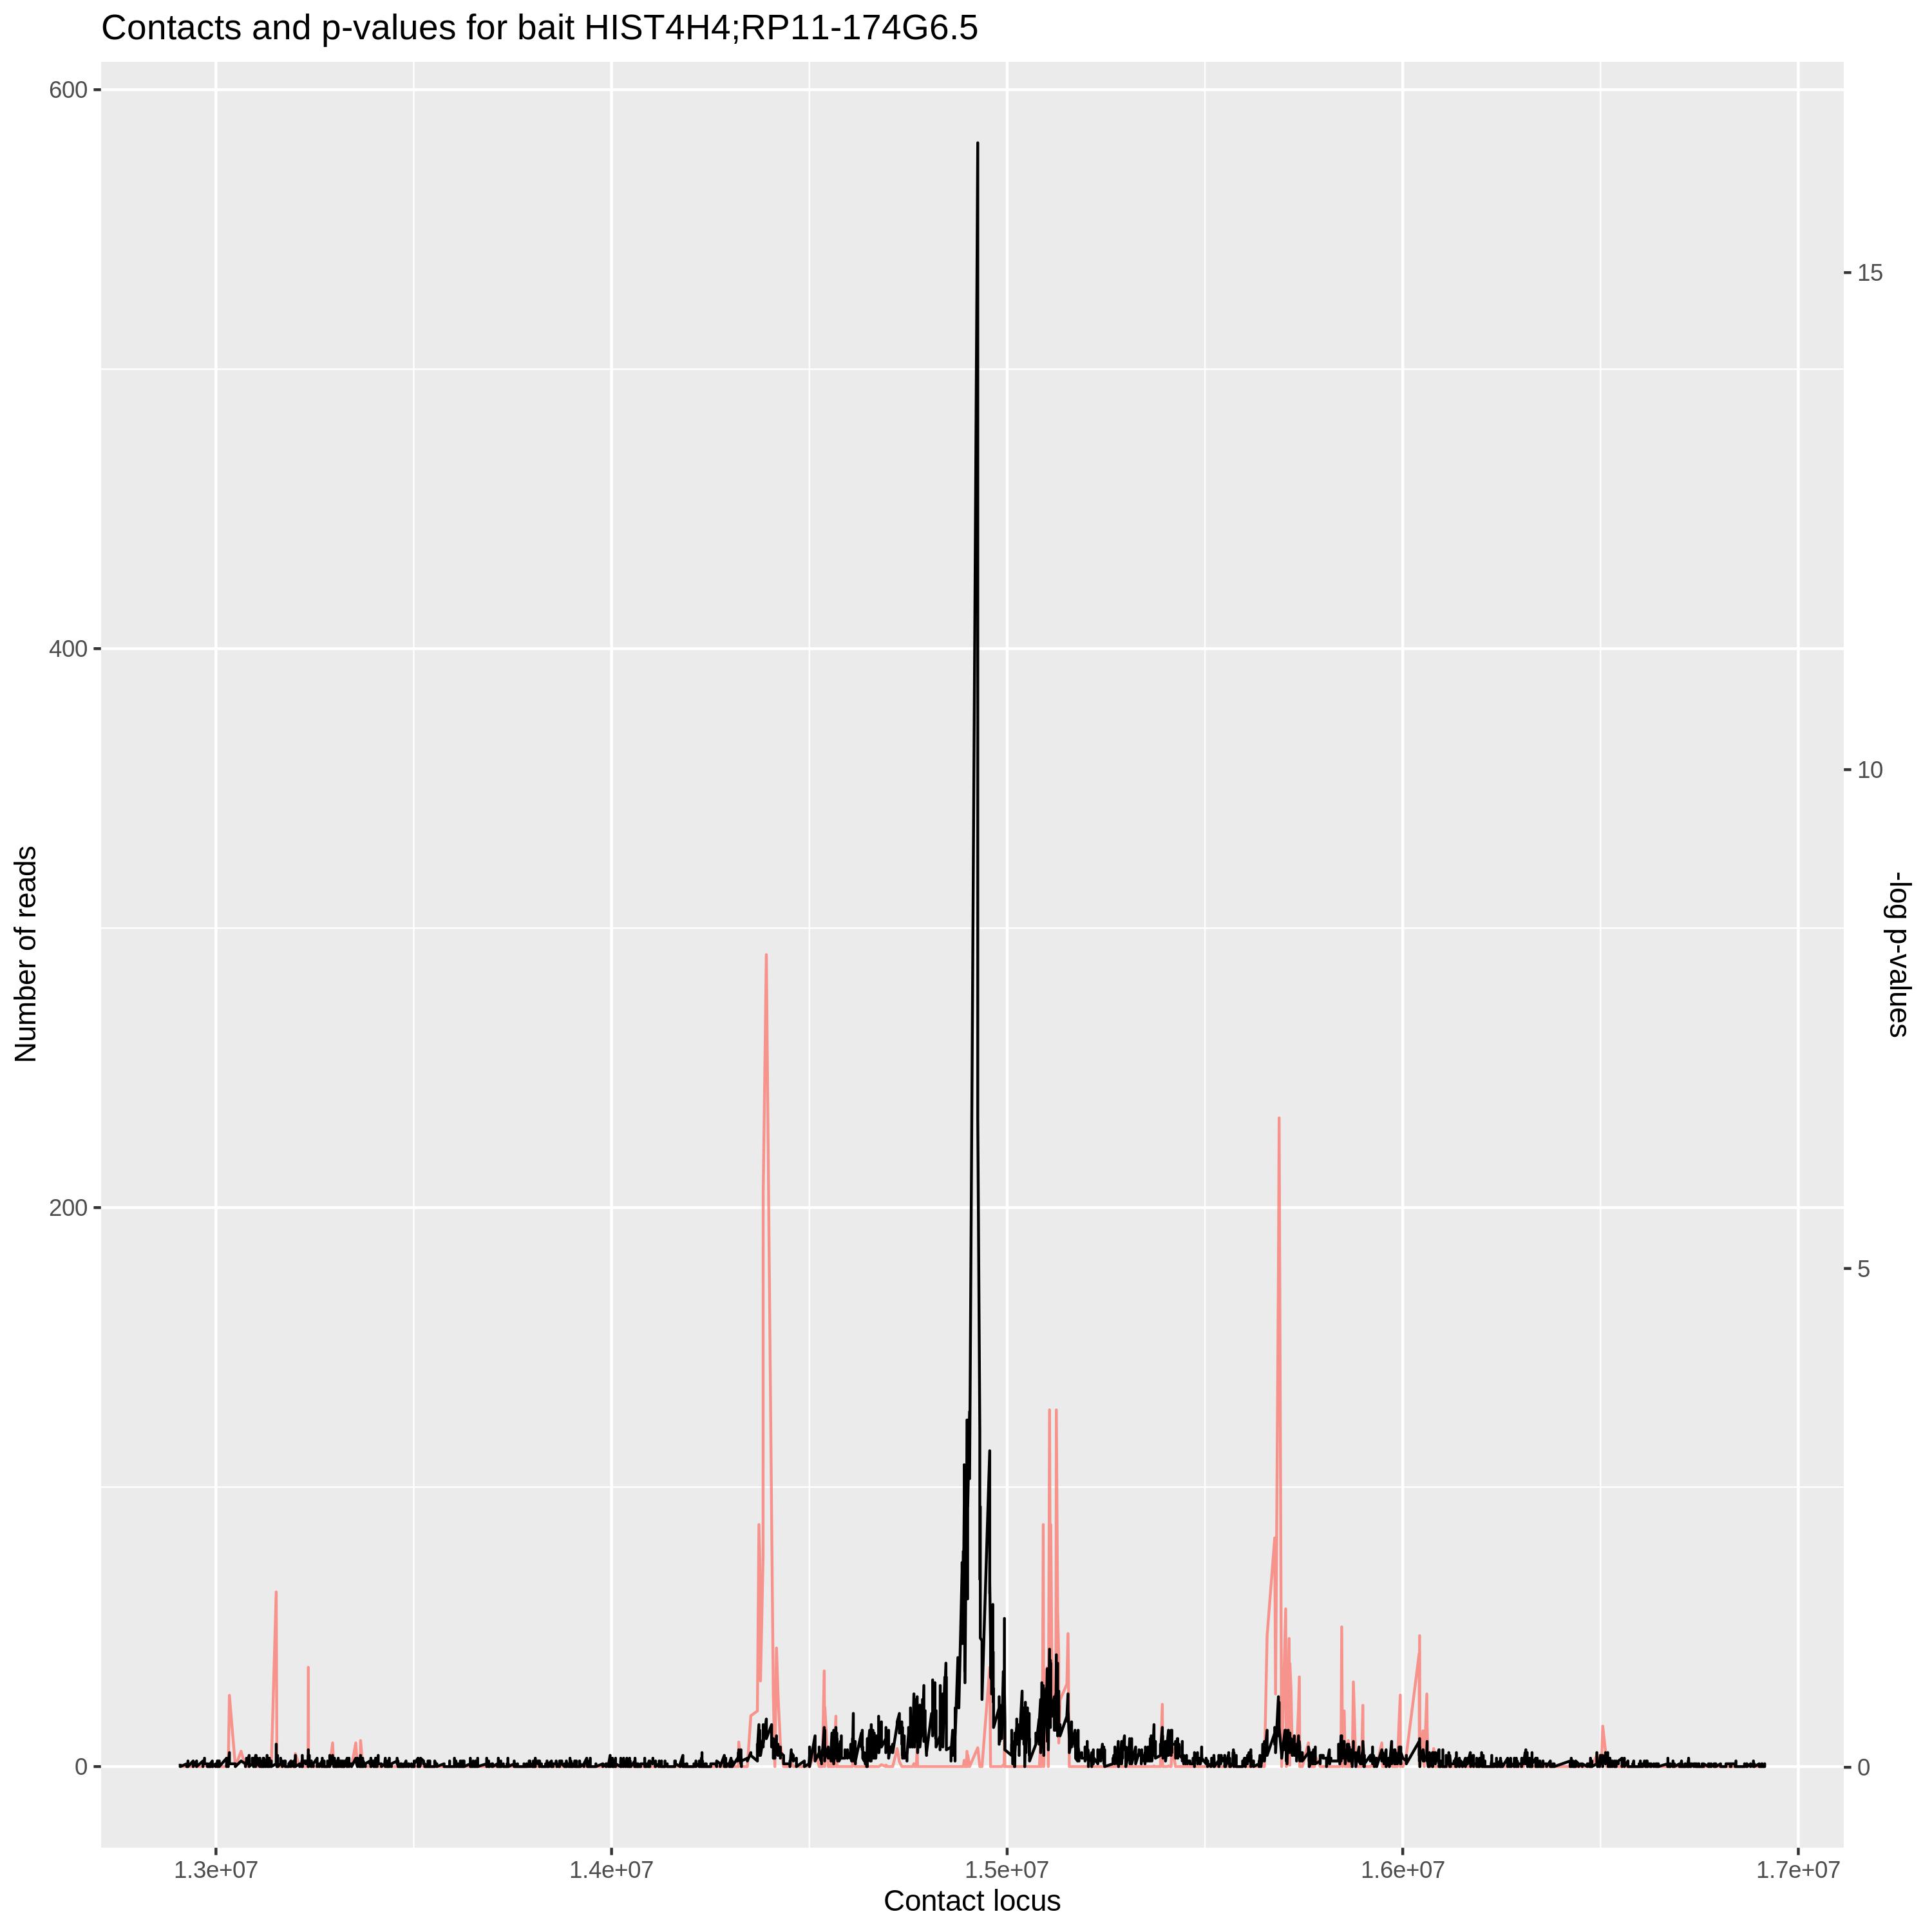 Contacts and p-values for bait HIST4H4;RP11-174G6.5
600
400
200
0
Number of reads
15
10
5
0
-log p-values
1.3e+07 1.4e+07 1.5e+07 1.6e+07 1.7e+07
Contact locus